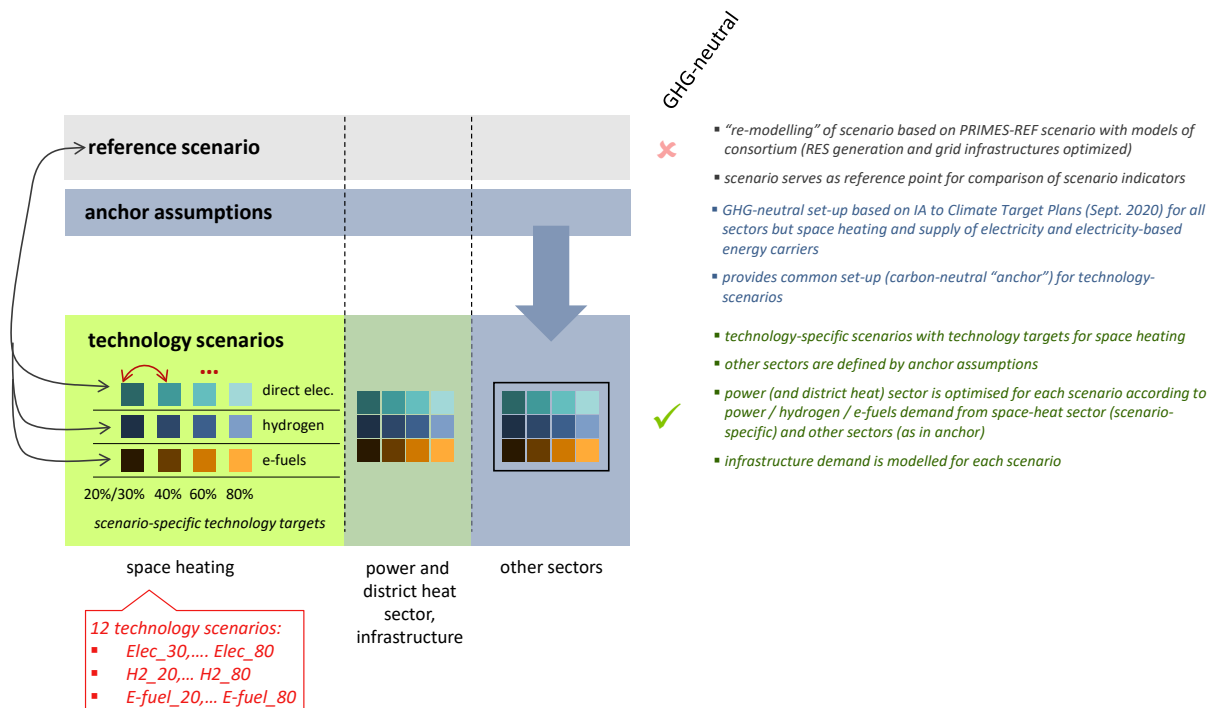 GHG-neutral
reference scenario
▪ “re-modelling” of scenario based on PRIMES-REF scenario with models of
consortium (RES generation and grid infrastructures optimized)
▪ scenario serves as reference point for comparison of scenario indicators
anchor assumptions
▪ GHG-neutral set-up based on IA to Climate Target Plans (Sept. 2020) for all
sectors but space heating and supply of electricity and electricity-based
energy carriers
▪ provides common set-up (carbon-neutral “anchor”) for technology-
scenarios
technology scenarios
...
direct elec.
hydrogen
e-fuels
20%/30% 40% 60% 80%
scenario-specific technology targets
▪ technology-specific scenarios with technology targets for space heating
▪ other sectors are defined by anchor assumptions
▪ power (and district heat) sector is optimised for each scenario according to
power / hydrogen / e-fuels demand from space-heat sector (scenario-
specific) and other sectors (as in anchor)
▪ infrastructure demand is modelled for each scenario
space heating
power and
district heat
sector,
infrastructure
other sectors
12 technology scenarios:
▪ Elec_30,.... Elec_80
▪ H2_20,... H2_80
▪ E-fuel_20,... E-fuel_80